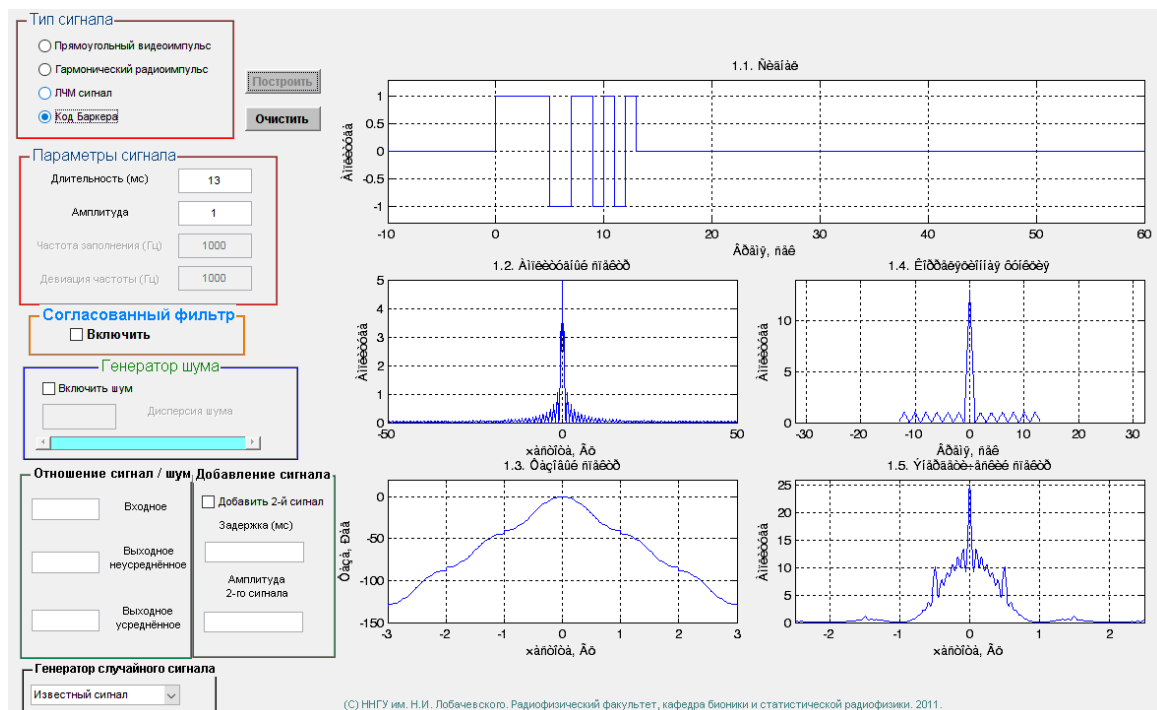 Тип сигнала
Прямоугольный видеоимпульс
Гармонический радиоимпульс
ЛЧМ сигнал
Код Баркера
Построить
Очистить
Параметры сигнала
Длительность (мс)
13
Амплитуда
1
Частота заполнения (Гц)
1000
Девиация частоты (Гц)
1000
Согласованный фильтр
Включить
Генератор шума
Включить шум
Дисперсия шума
Отношение сигнал / шум
Входное
Выходное
неусреднённое
Выходное
усреднённое
Добавление сигнала
Добавить 2-й сигнал
Задержка (мс)
Амплитуда
2-го сигнала
Генератор случайного сигнала
Известный сигнал
1.1. Ñèãíàë
Àìïëèòóäà
1
0.5
0
-0.5
-1
-10 0 10 20 30 40 50 60
Âðåìÿ, ñåê
1.2. Àìïëèòóäíûé ñïåêòð
Àìïëèòóäà
5
4
3
2
1
0
-50 0 50
÷àñòîòà, Ãö
1.4. Êîððåëÿöèîííàÿ ôóíêöèÿ
Àìïëèòóäà
10
5
0
-30 -20 -10 0 10 20 30
Âðåìÿ, ñåê
1.3. Ôàçîâûé ñïåêòð
Ôàçà, Ðàä
0
-50
-100
-150
-3 -2 -1 0 1 2 3
÷àñòîòà, Ãö
1.5. Ýíåðãåòè÷åñêèé ñïåêòð
Àìïëèòóäà
25
20
15
10
5
0
-2 -1 0 1 2
÷àñòîòà, Ãö
(C) ННГУ им. Н.И. Лобачевского. Радиофизический факультет, кафедра бионики и статистической радиофизики. 2011.